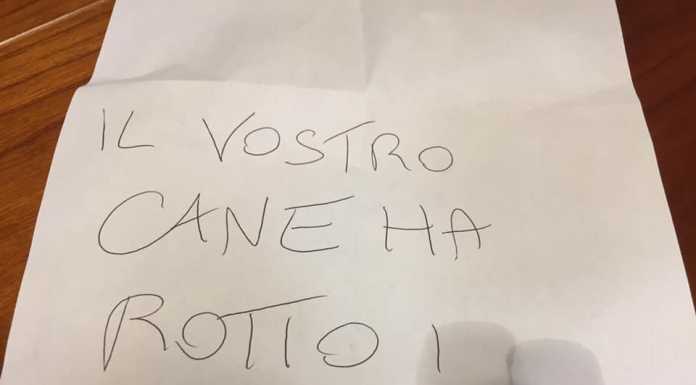 IL VOSTRO
CANE HA
ROTTO I